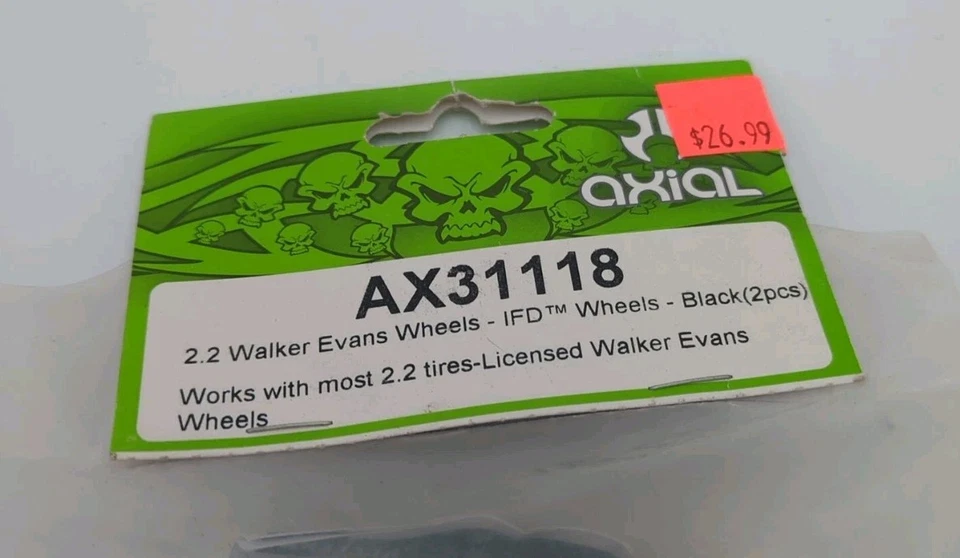 $26.99
axiaL
AX31118
2.2 Walker Evans Wheels - IFD™ Wheels - Black(2pcs)
Works with most 2.2 tires-Licensed Walker Evans
Wheels